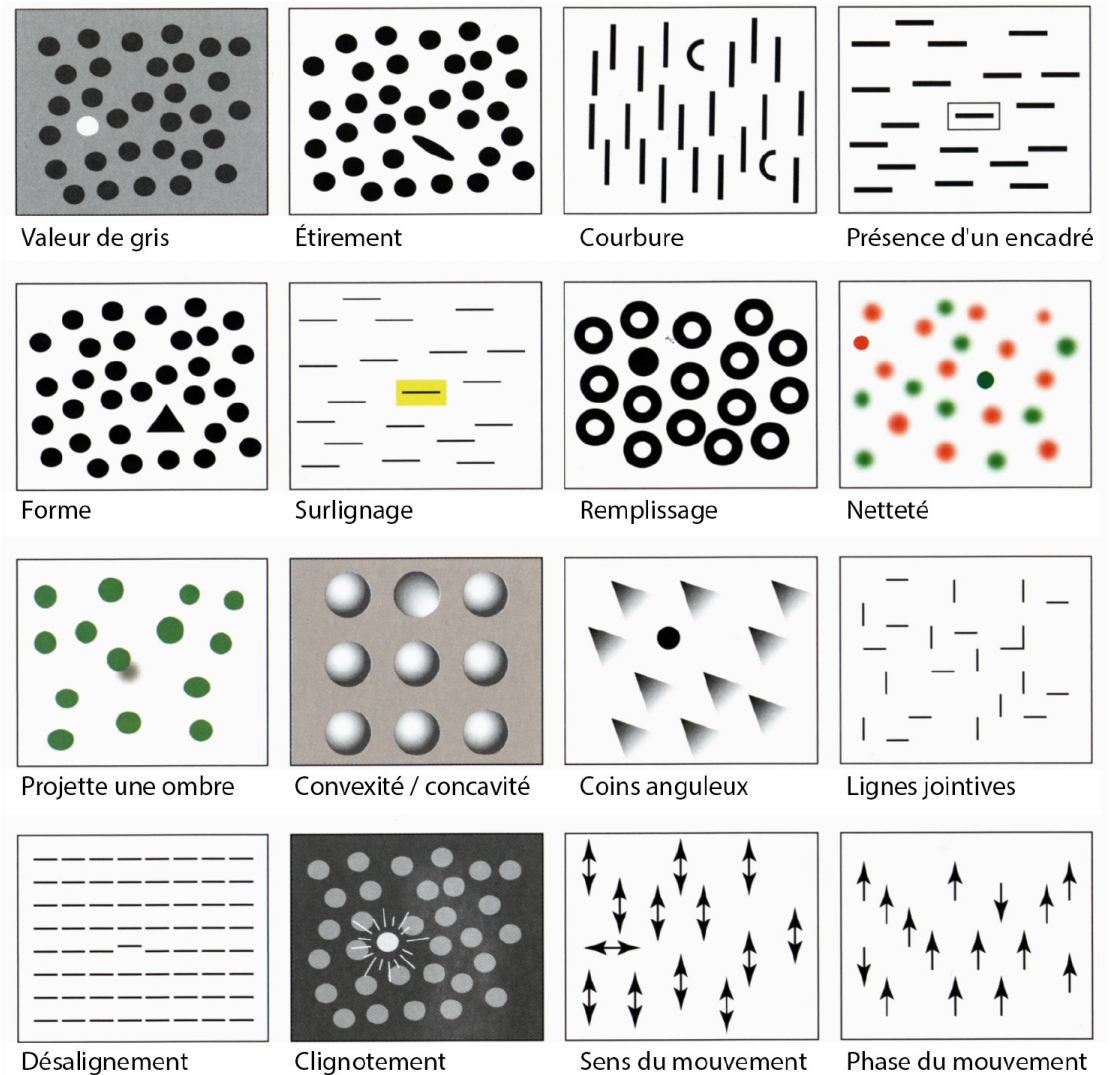 Valeur de gris
Étirement
Courbure
Présence d'un encadré
Forme
Surlignage
Remplissage
Netteté
Projette une ombre
Convexité / concavité
Coins anguleux
Lignes jointives
Désalignement
Clignotement
Sens du mouvement
Phase du mouvement